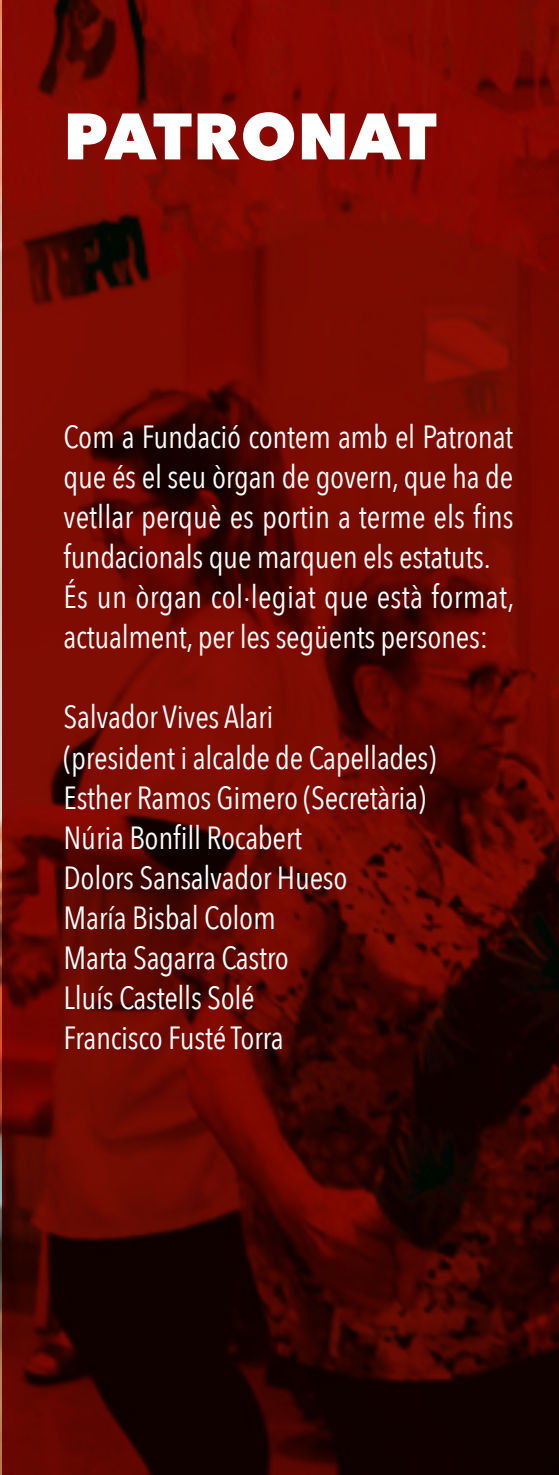 PATRONAT
Com a Fundació contem amb el Patronat
que és el seu òrgan de govern, que ha de
vetllar perquè es portin a terme els fins
fundacionals que marquen els estatuts.
És un òrgan col·legiat que està format,
actualment, per les següents persones:
Salvador Vives Alari
(president i alcalde de Capellades)
Esther Ramos Gimero (Secretària)
Núria Bonfill Rocabert
Dolors Sansalvador Hueso
María Bisbal Colom
Marta Sagarra Castro
Lluís Castells Solé
Francisco Fusté Torra